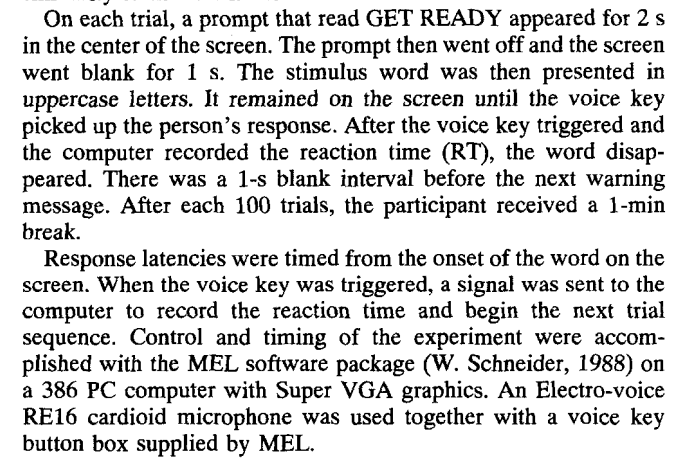 On each trial, a prompt that read GET READY appeared for 2 s
in the center of the screen. The prompt then went off and the screen
went blank for 1 s. The stimulus word was then presented in
uppercase letters. It remained on the screen until the voice key
picked up the person's response. After the voice key triggered and
the computer recorded the reaction time (RT), the word disap-
peared. There was a 1-s blank interval before the next warning
message. After each 100 trials, the participant received a 1-min
break.
Response latencies were timed from the onset of the word on the
screen. When the voice key was triggered, a signal was sent to the
computer to record the reaction time and begin the next trial
sequence. Control and timing of the experiment were accom-
plished with the MEL software package (W. Schneider, 1988) on
a 386 PC computer with Super VGA graphics. An Electro-voice
RE16 cardioid microphone was used together with a voice key
button box supplied by MEL.